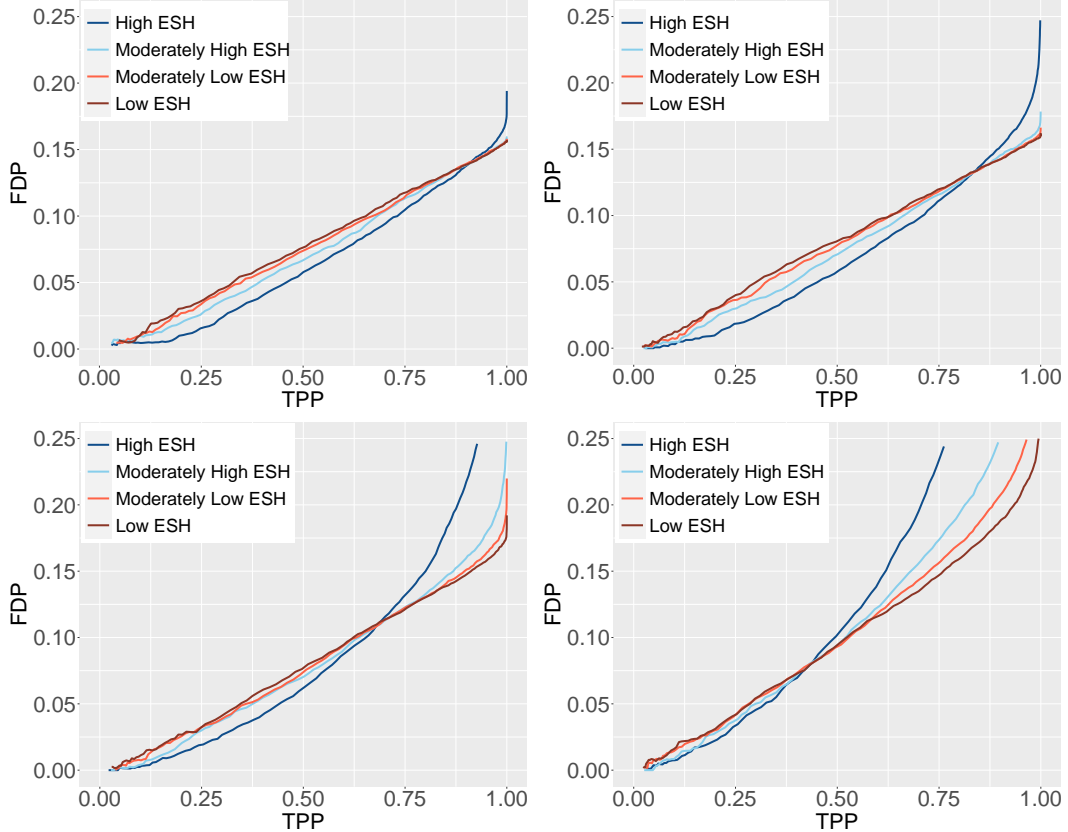 0.25
0.20
0.15
0.10
0.05
0.00
FDP
High ESH
Moderately High ESH
Moderately Low ESH
Low ESH
0.00 0.25 0.50 0.75 1.00
TPP
0.25
0.20
0.15
0.10
0.05
0.00
FDP
High ESH
Moderately High ESH
Moderately Low ESH
Low ESH
0.00 0.25 0.50 0.75 1.00
TPP
0.25
0.20
0.15
0.10
0.05
0.00
FDP
High ESH
Moderately High ESH
Moderately Low ESH
Low ESH
0.00 0.25 0.50 0.75 1.00
TPP
0.25
0.20
0.15
0.10
0.05
0.00
FDP
High ESH
Moderately High ESH
Moderately Low ESH
Low ESH
0.00 0.25 0.50 0.75 1.00
TPP